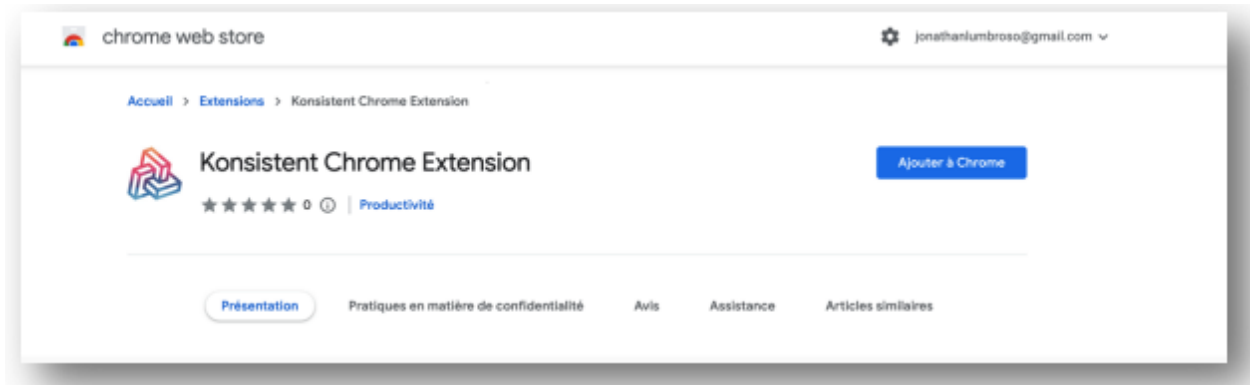 chrome web store
jonathanlumbroso@gmail.com
Accueil > Extensions > Konsistent Chrome Extension
Konsistent Chrome Extension
Ajouter à Chrome
0 | Productivité
Présentation Pratiques en matière de confidentialité Avis Assistance Articles similaires